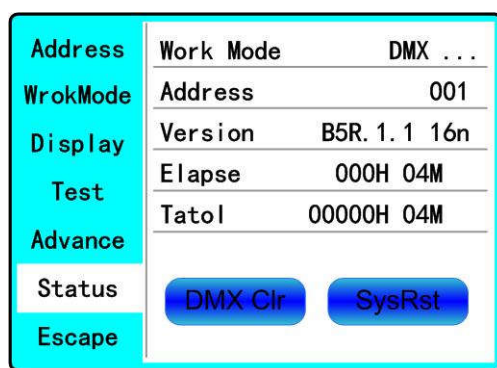 Address
WrokMode
Display
Test
Advance
Status
Escape
Work Mode DMX ...
Address 001
Version B5R.1.1 16n
Elapse 000H 04M
Tatol 00000H 04M
DMX Clr SysRst